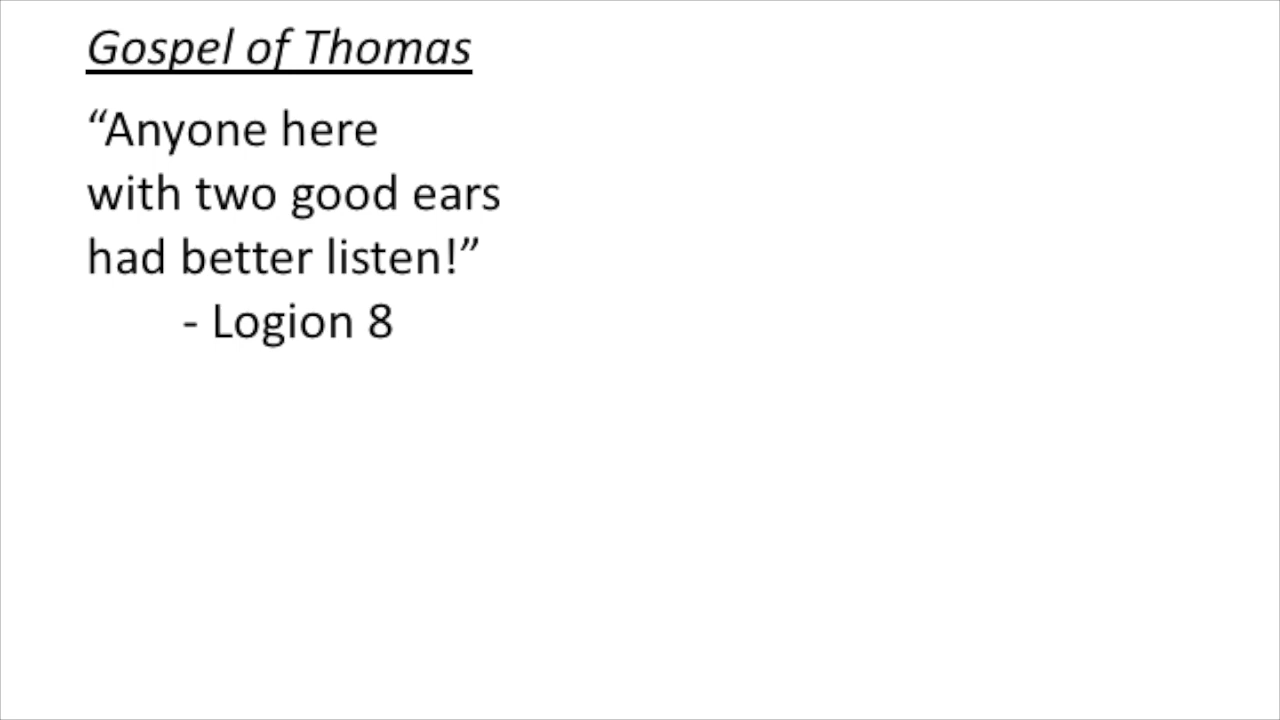 Gospel of Thomas
“Anyone here
with two good ears
had better listen!”
- Logion 8